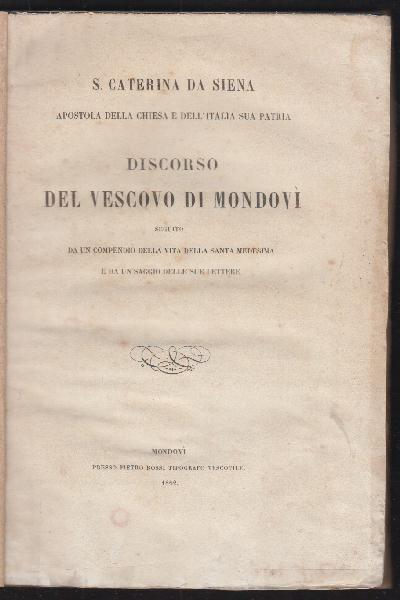 S. CATERINA DA SIENA
APOSTOLA DELLA CHIESA E DELL'ITALIA SUA PATRIA
DISCORSO
DEL VESCOVO DI MONDOVÌ
SEGUITO
DA UN COMPENDIO DELLA VITA DELLA SANTA MEDESIMA
E DA UN SAGGIO DELLE SUE LETTERE
MONDOVÌ
PRESSO PIETRO ROSSI TIPOGRAFO VESCOVILE.